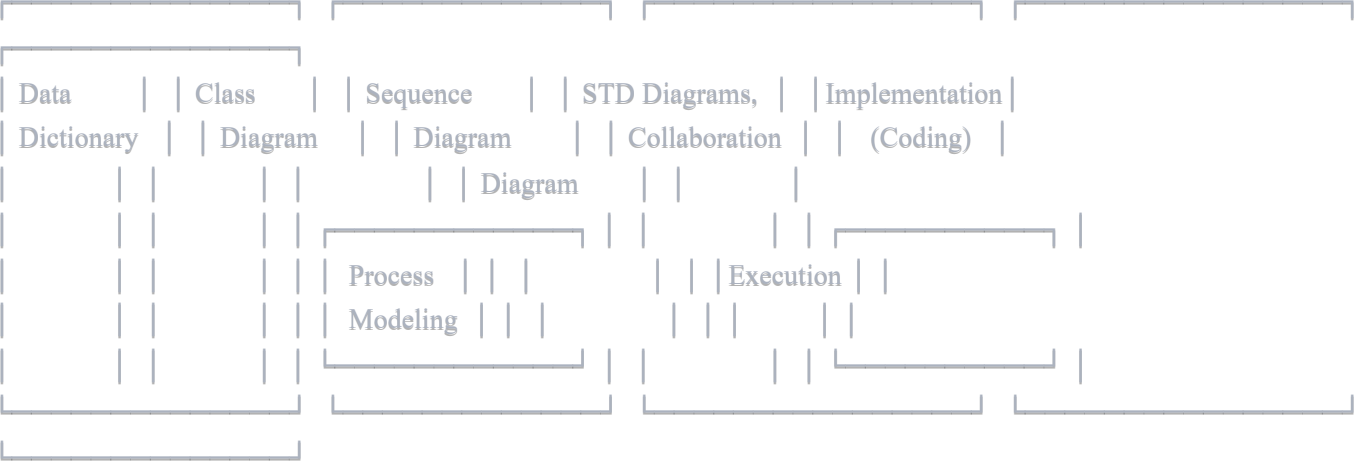 Data Class Sequence STD Diagrams, Implementation
Dictionary Diagram Diagram Collaboration (Coding)
Diagram
Process Execution
Modeling